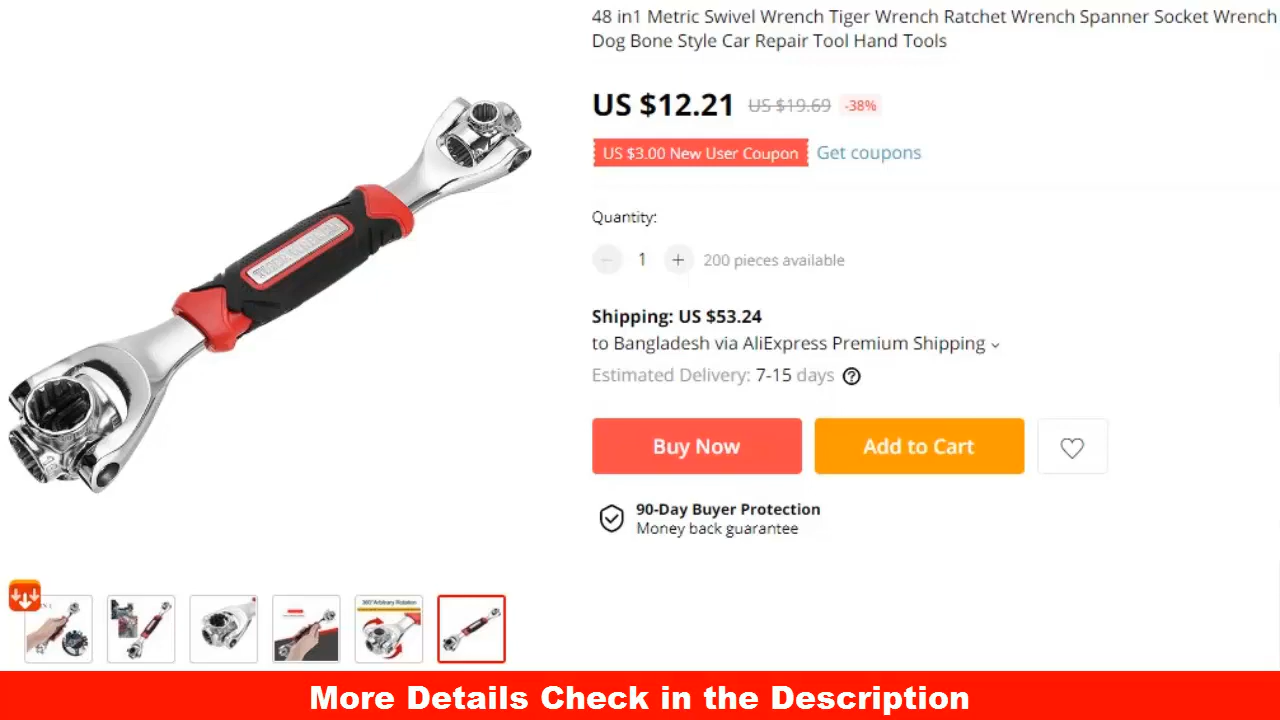 48 in1 Metric Swivel Wrench Tiger Wrench Ratchet Wrench Spanner Socket Wrench
Dog Bone Style Car Repair Tool Hand Tools
US $12.21 US $19.69 -38%
US $3.00 New User Coupon Get coupons
Quantity:
1 + 200 pieces available
Shipping: US $53.24
to Bangladesh via AliExpress Premium Shipping
Estimated Delivery: 7-15 days ?
Buy Now Add to Cart
90-Day Buyer Protection
Money back guarantee
360°Arbitrary Rotation
More Details Check in the Description